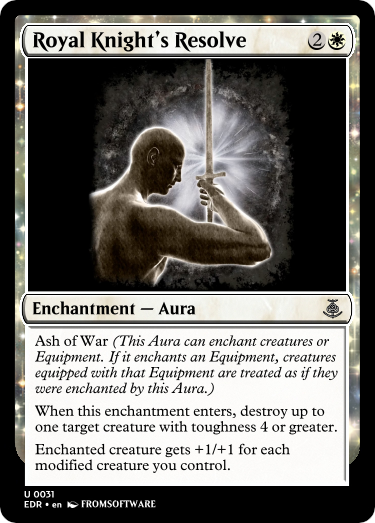 Royal Knight's Resolve 2
Enchantment — Aura
Ash of War (This Aura can enchant creatures or
Equipment. If it enchants an Equipment, creatures
equipped with that Equipment are treated as if they
were enchanted by this Aura.)
When this enchantment enters, destroy up to
one target creature with toughness 4 or greater.
Enchanted creature gets +1/+1 for each
modified creature you control.
U 0031
EDR • en FROMSOFTWARE